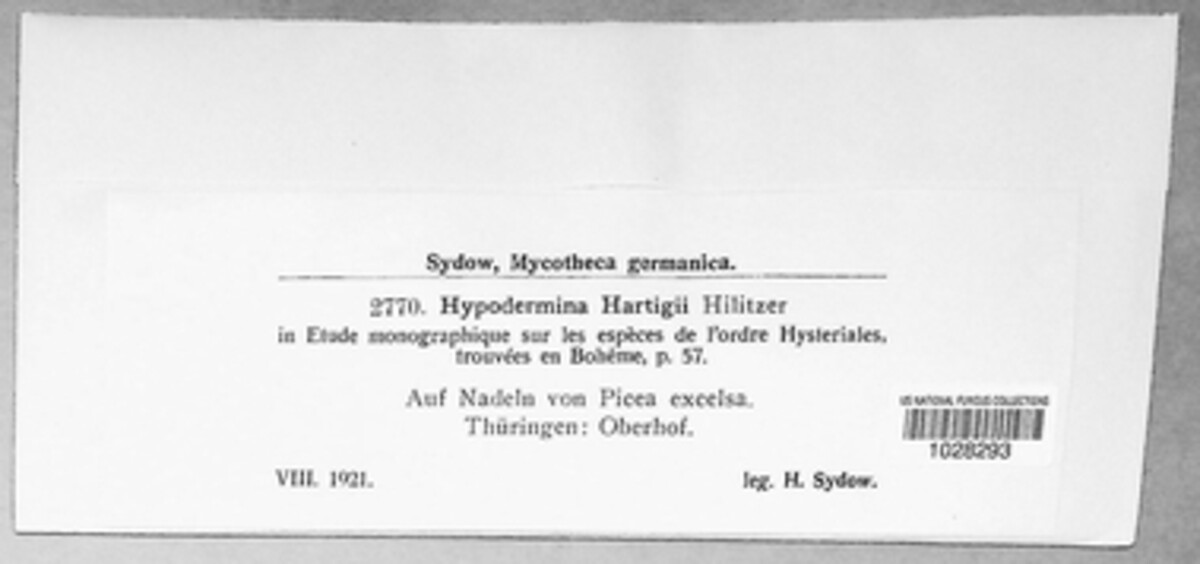 Sydow, Mycotheca germanica.
2770. Hypodermina Hartigii Hilitzer
in Etude monographique sur les espèces de l'ordre Hysteriales,
trouvées en Bohême, p. 57.
Auf Nadeln von Picea excelsa.
Thüringen: Oberhof.
US NATIONAL FUNGUS COLLECTIONS
1028293
VIII. 1921.
leg. H. Sydow.